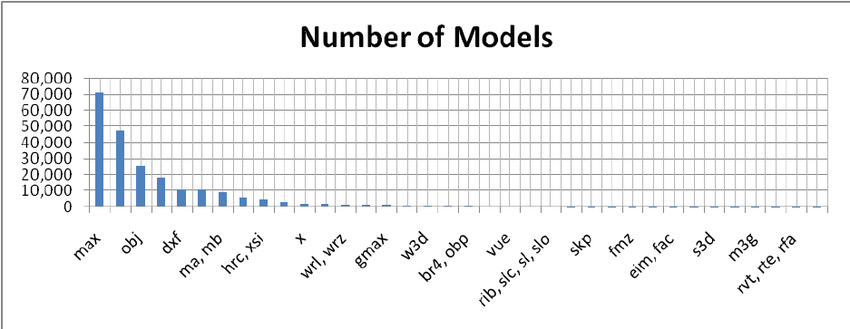 Number of Models
80,000
70,000
60,000
50,000
40,000
30,000
20,000
10,000
0
max
obj
dxf
ma, mb
hrc, xsi
x
wrl, wrz
gmax
w3d
br4, obp
vue
rib, slc, sl, slo
skp
fmz
eim, fac
s3d
m3g
rvt, rte, rfa